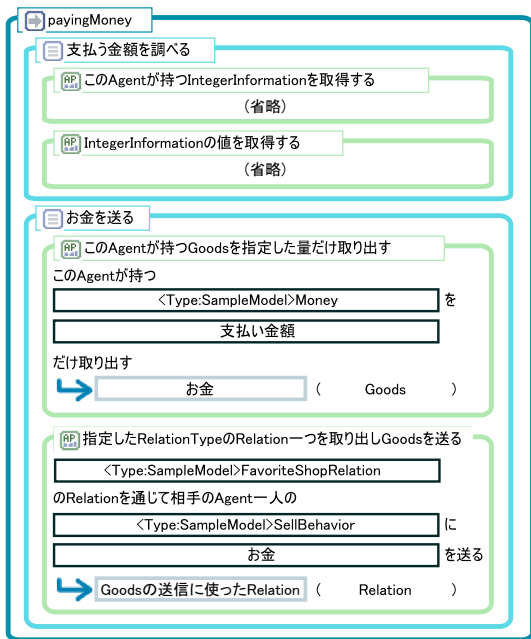 payingMoney
支払う金額を調べる
AP このAgentが持つIntegerInformationを取得する
(省略)
AP IntegerInformationの値を取得する
(省略)
お金を送る
AP このAgentが持つGoodsを指定した量だけ取り出す
このAgentが持つ
<Type:SampleModel>Money を
支払い金額
だけ取り出す
お金 ( Goods )
AP 指定したRelationTypeのRelation一つを取り出しGoodsを送る
<Type:SampleModel>FavoriteShopRelation
のRelationを通じて相手のAgent一人の
<Type:SampleModel>SellBehavior に
お金 を送る
Goodsの送信に使ったRelation ( Relation )